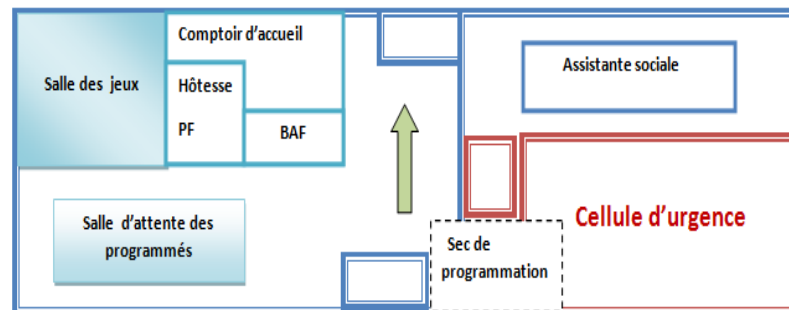 Comptoir d'accueil
Salle des jeux
Hôtesse
PF
BAF
Assistante sociale
Salle d'attente des
programmés
Sec de
programmation
Cellule d'urgence